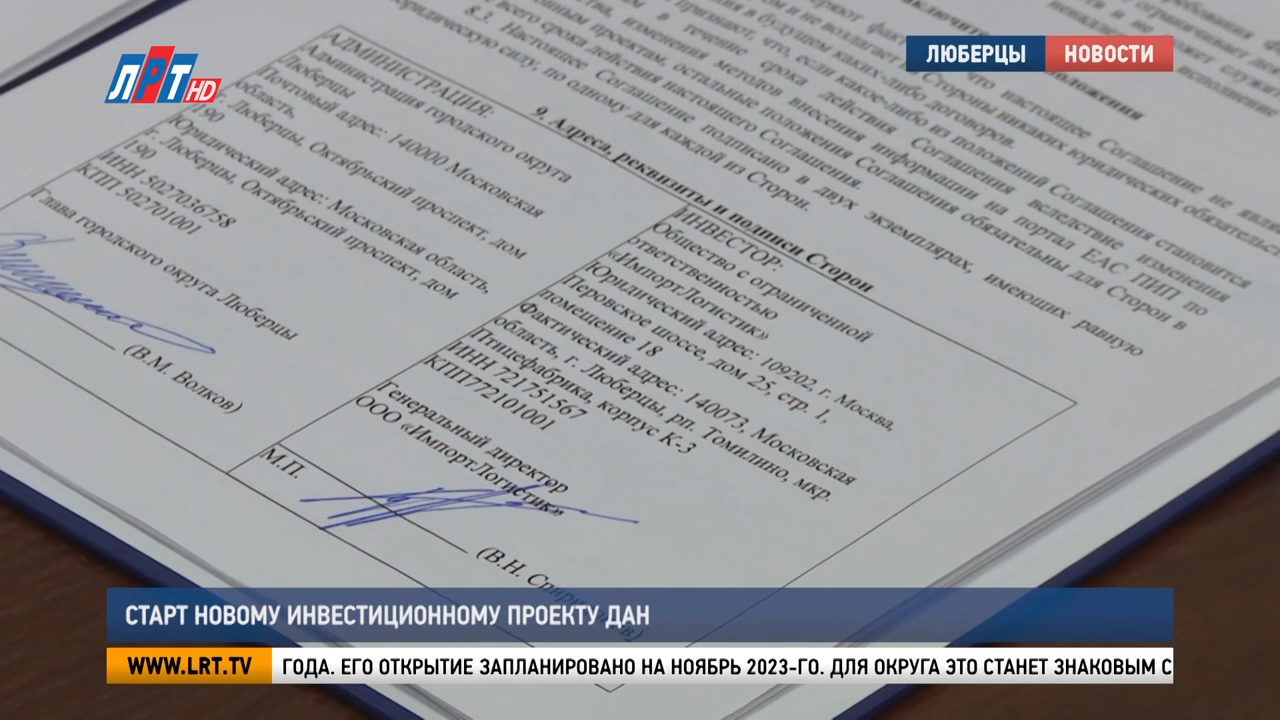 ЛРТ HD
ЛЮБЕРЦЫ НОВОСТИ
8.3. Настоящее Соглашение подписано в двух экземплярах, имеющих равную
юридическую силу, по одному для каждой из Сторон.
9. Адреса, реквизиты и подписи Сторон
АДМИНИСТРАЦИЯ:
Администрация городского округа
Люберцы
Почтовый адрес: 140000 Московская
область,
г. Люберцы, Октябрьский проспект, дом
190
Юридический адрес: Московская область,
г. Люберцы, Октябрьский проспект, дом
190
ИНН 5027036758
КПП 502701001
Глава городского округа Люберцы
(В.М. Волков)
ИНВЕСТОР:
Общество с ограниченной
ответственностью
«ИмпортЛогистик»
Юридический адрес: 109202, г. Москва,
Перовское шоссе, дом 25, стр. 1,
помещение 18
Фактический адрес: 140073, Московская
область, г. Люберцы, рп. Томилино, мкр.
Птицефабрика, корпус К-3
ИНН 721751567
КПП772101001
Генеральный директор
ООО «ИмпортЛогистик»
М.П.
(В.Н.
СТАРТ НОВОМУ ИНВЕСТИЦИОННОМУ ПРОЕКТУ ДАН
WWW.LRT.TV ГОДА. ЕГО ОТКРЫТИЕ ЗАПЛАНИРОВАНО НА НОЯБРЬ 2023-ГО. ДЛЯ ОКРУГА ЭТО СТАНЕТ ЗНАКОВЫМ С